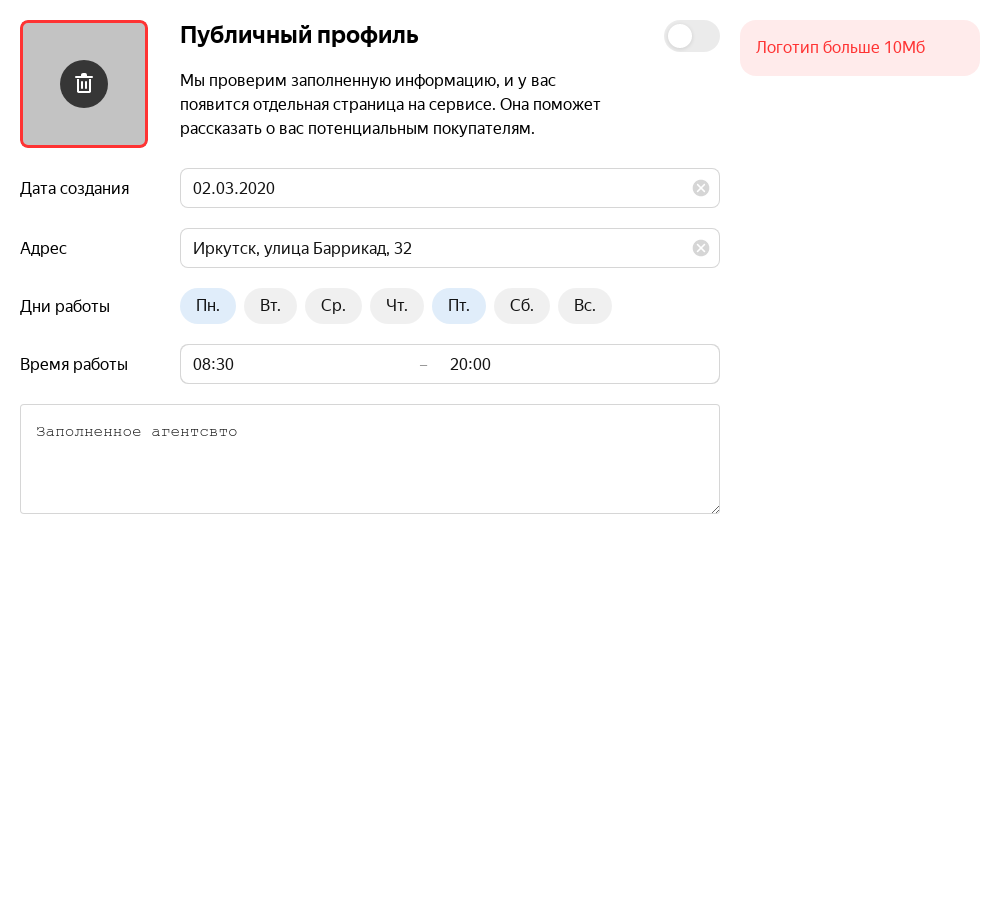 Публичный профиль
Логотип больше 10Мб
Мы проверим заполненную информацию, и у вас
появится отдельная страница на сервисе. Она поможет
рассказать о вас потенциальным покупателям.
Дата создания 02.03.2020
Адрес Иркутск, улица Баррикад, 32
Дни работы Пн. Вт. Ср. Чт. Пт. Сб. Вс.
Время работы 08:30 – 20:00
Заполненное агентсвто